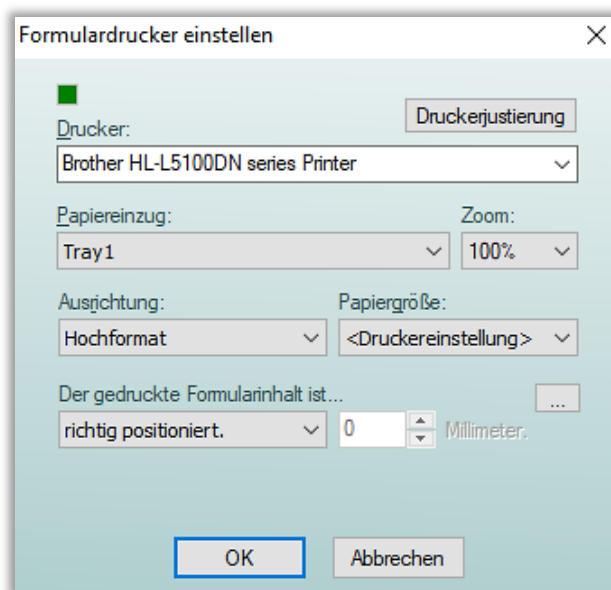 Formulardrucker einstellen
Druckerjustierung
Drucker:
Brother HL-L5100DN series Printer
Papiereinzug: Zoom:
Tray1 100%
Ausrichtung: Papiergröße:
Hochformat <Druckereinstellung>
Der gedruckte Formularinhalt ist... ...
richtig positioniert. 0 Millimeter.
OK Abbrechen